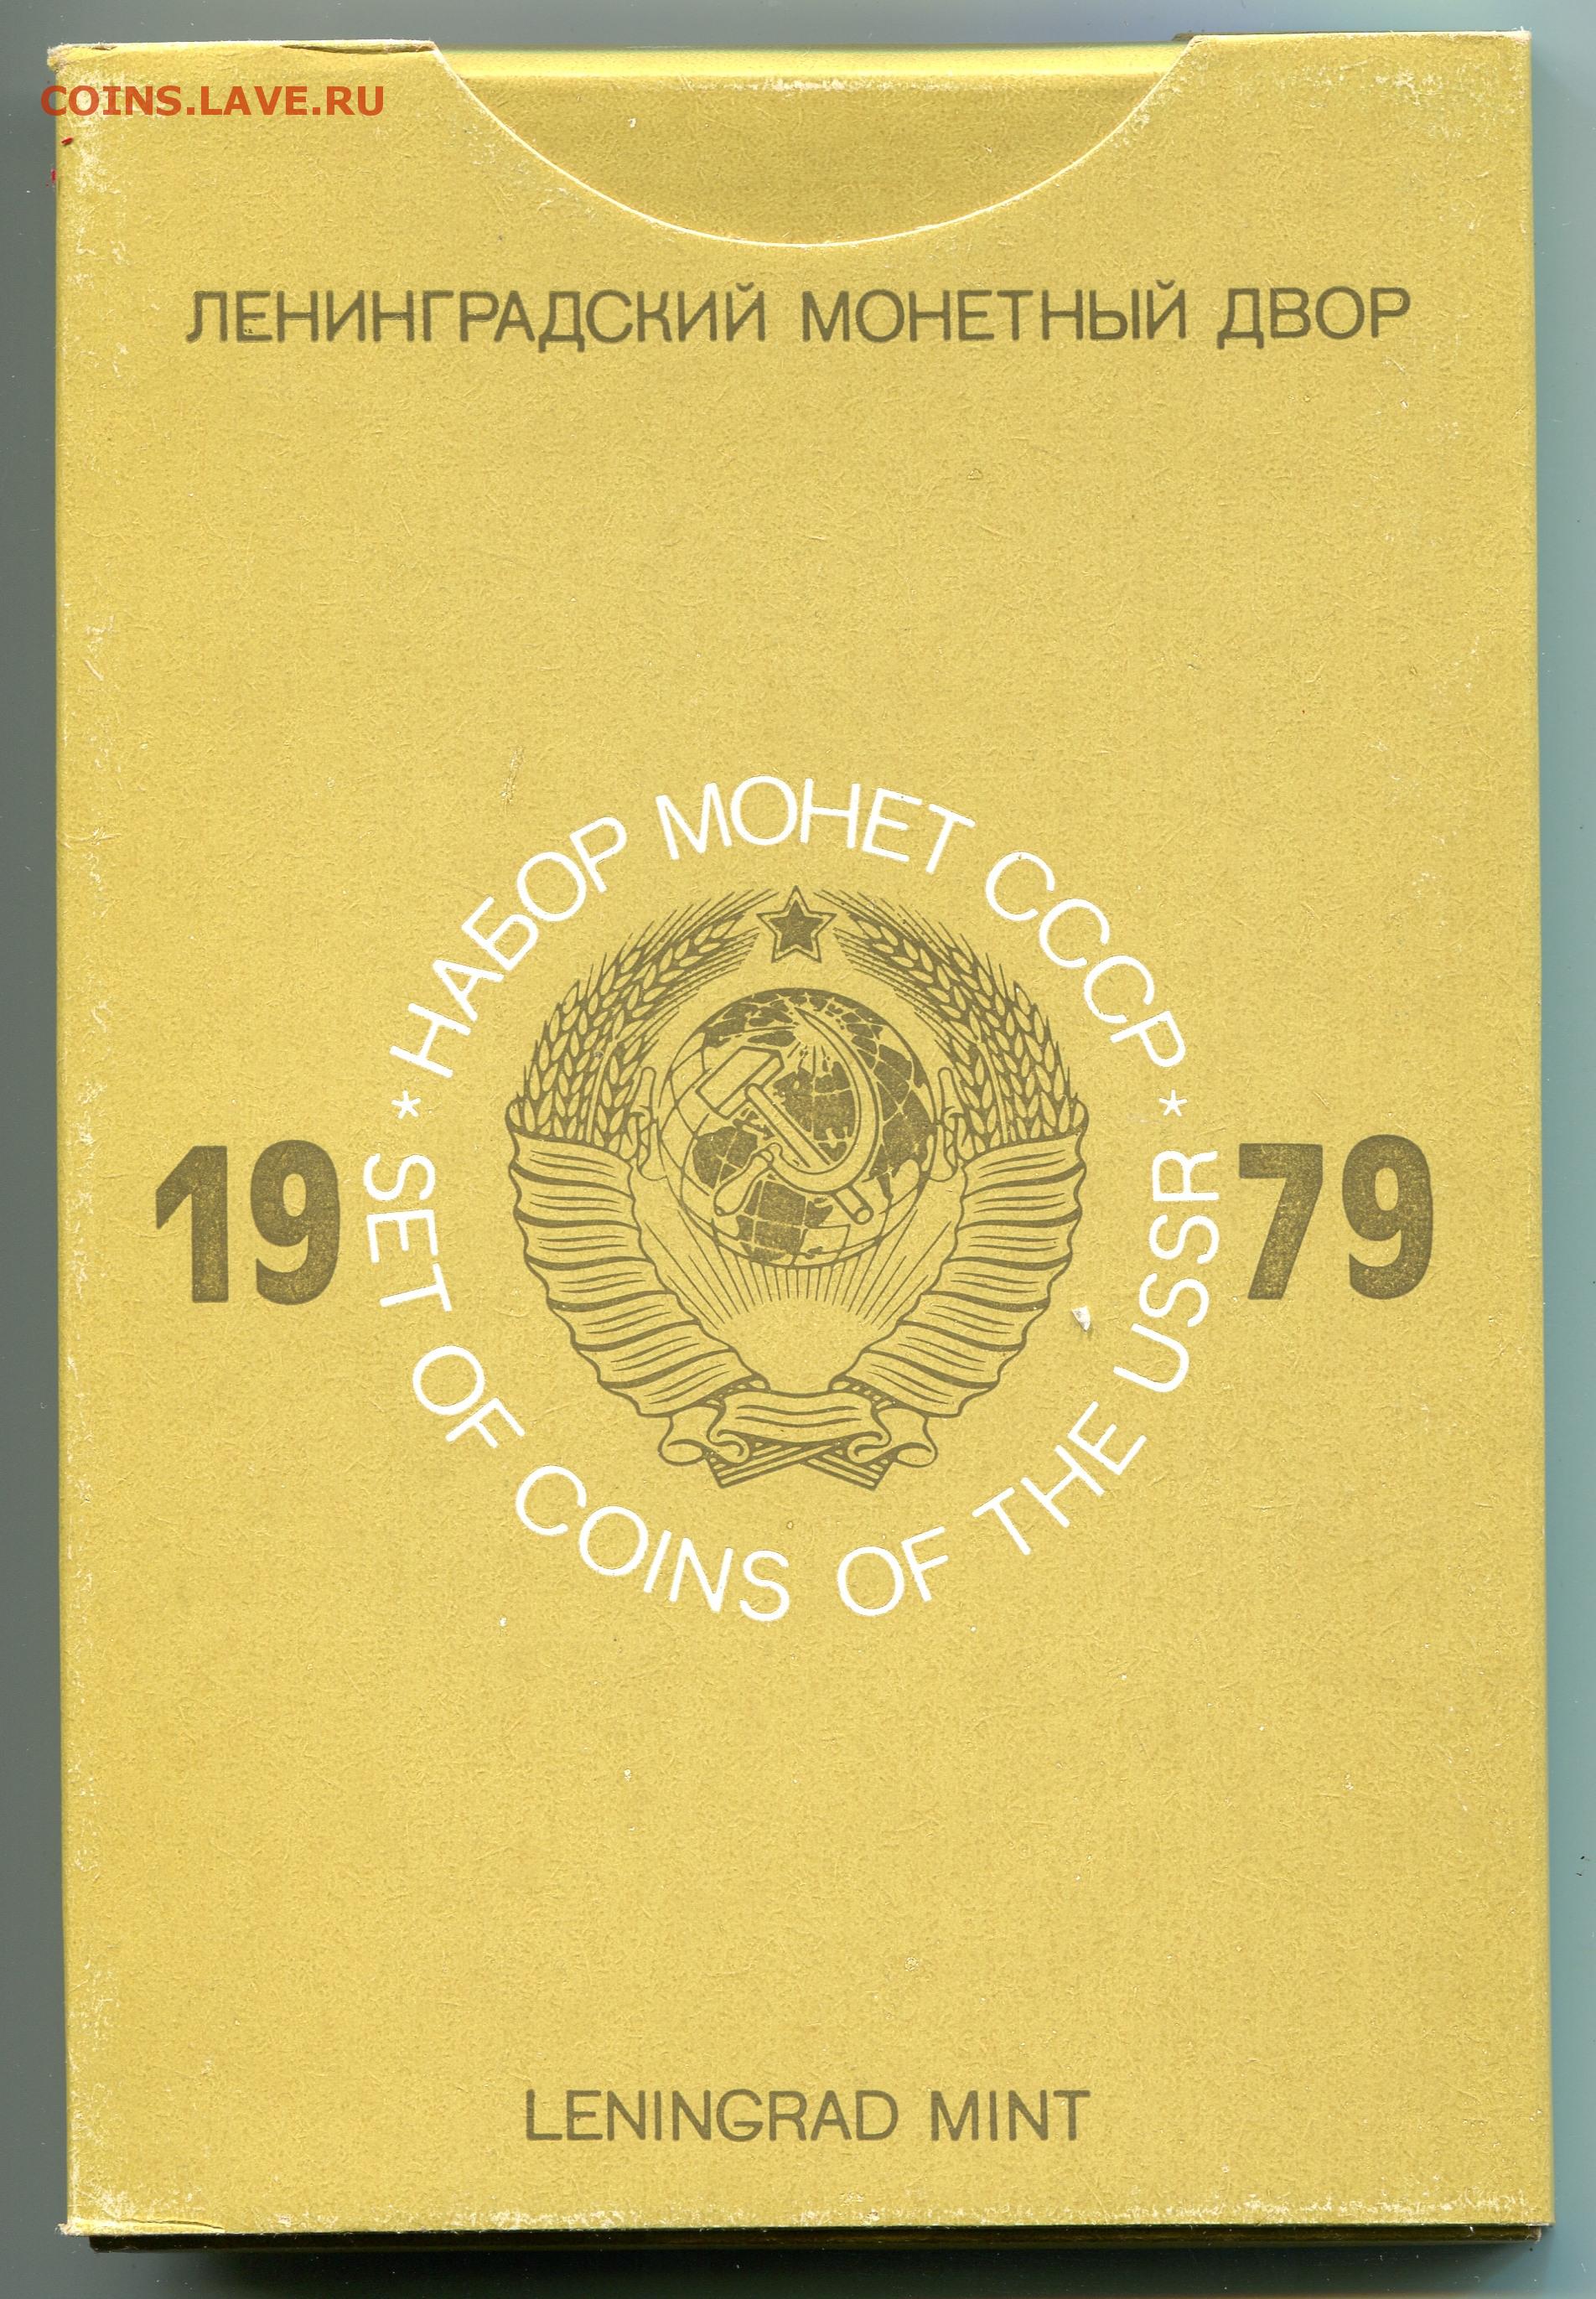 COINS.LAVE.RU
ЛЕНИНГРАДСКИЙ МОНЕТНЫЙ ДВОР
* НАБОР МОНЕТ СССР *
19 79
SET OF COINS OF THE USSR
LENINGRAD MINT